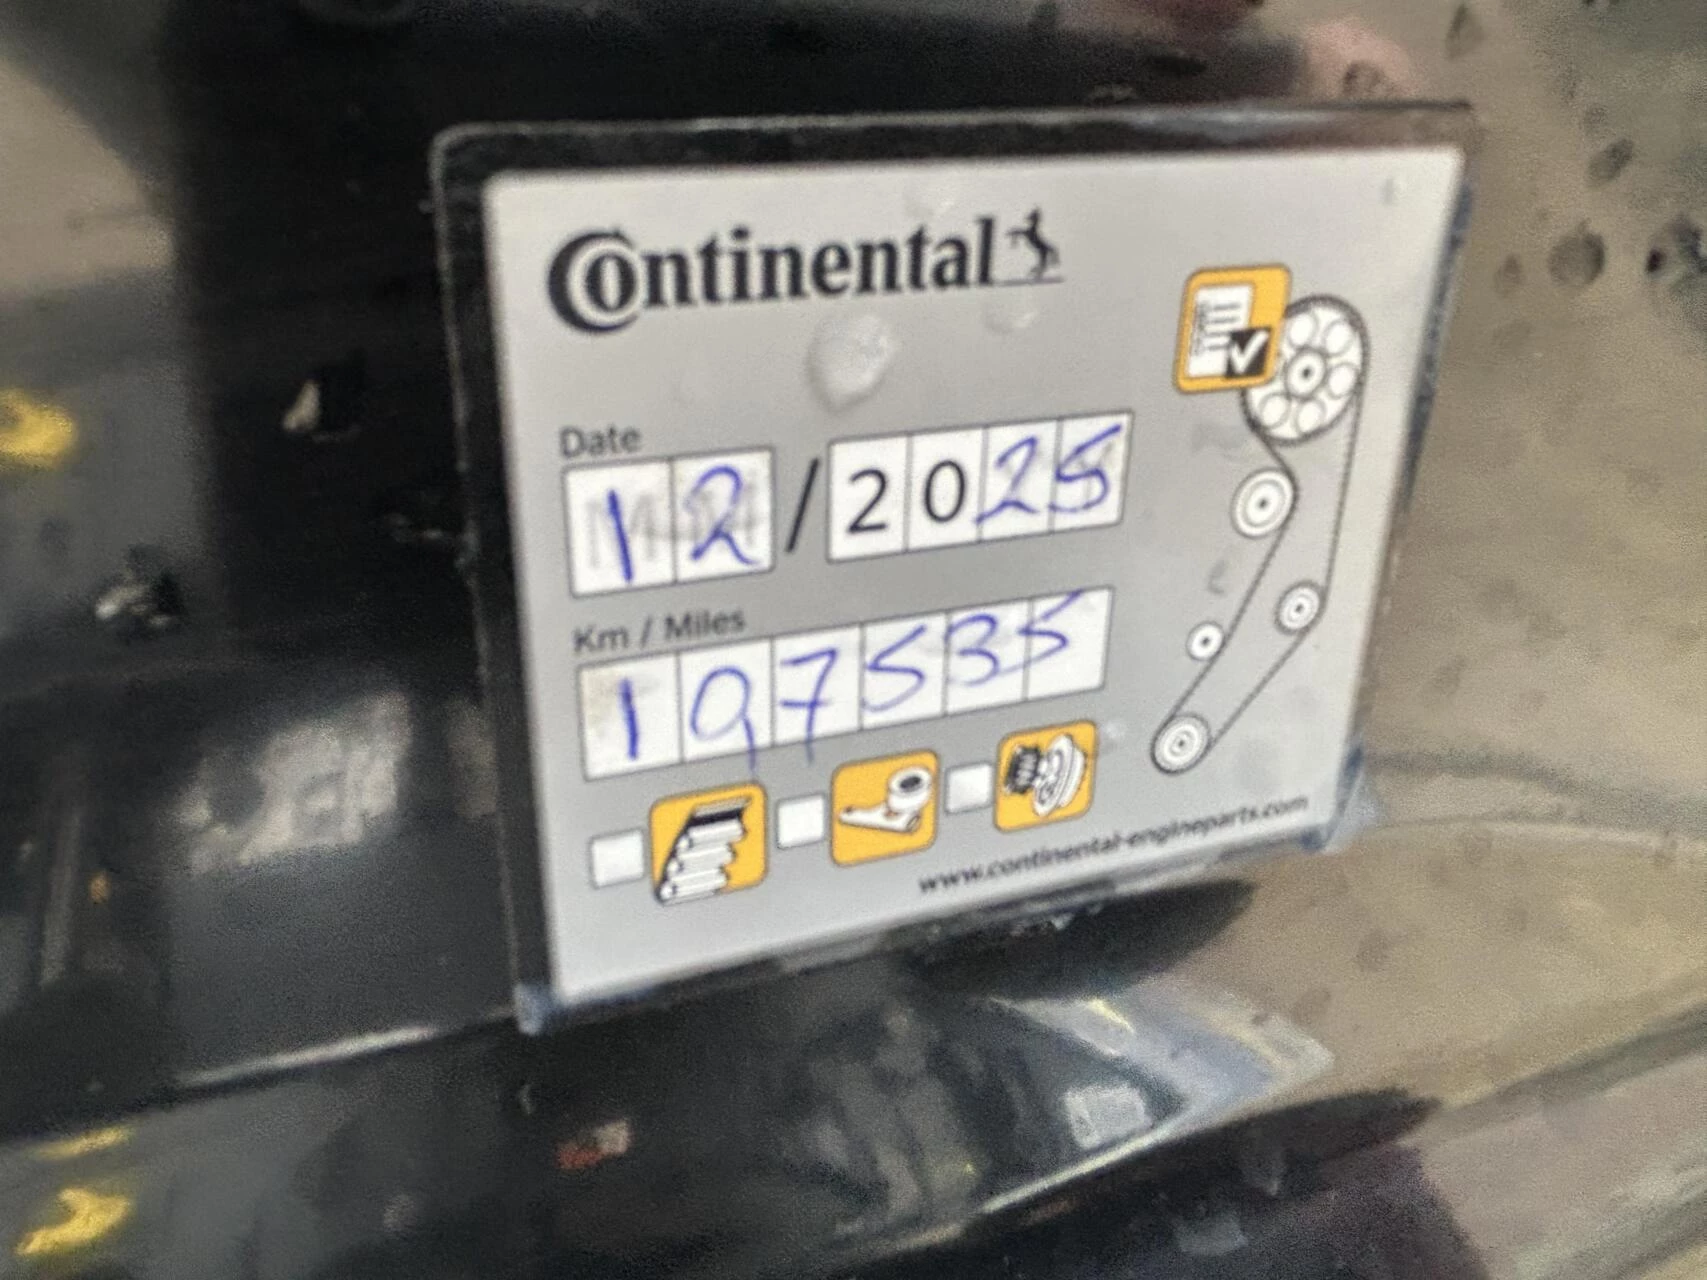 Continental
Date
12/2025
Km / Miles
197535
www.continental-engineparts.com